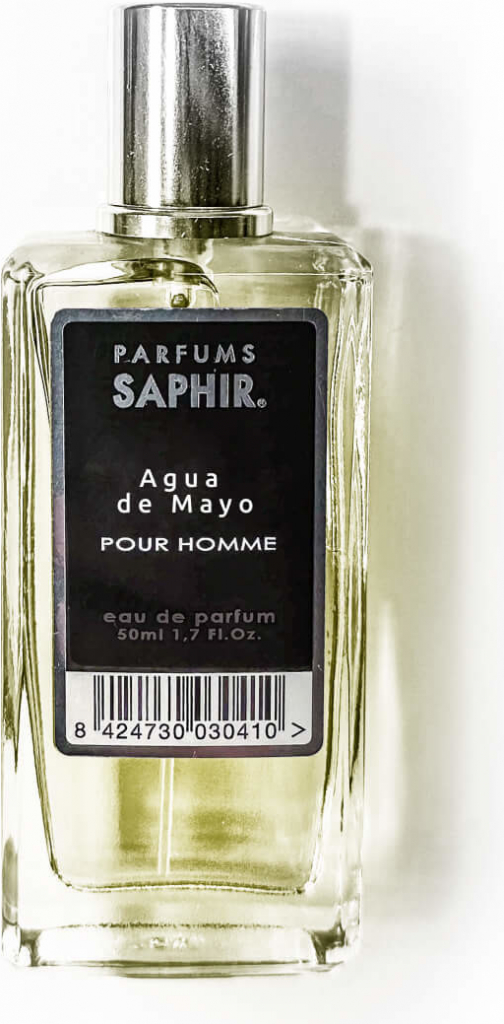 PARFUMS
SAPHIR®
Agua
de Mayo
POUR HOMME
eau de parfum
50ml 1,7 Fl.Oz.
8 424730 030410 >